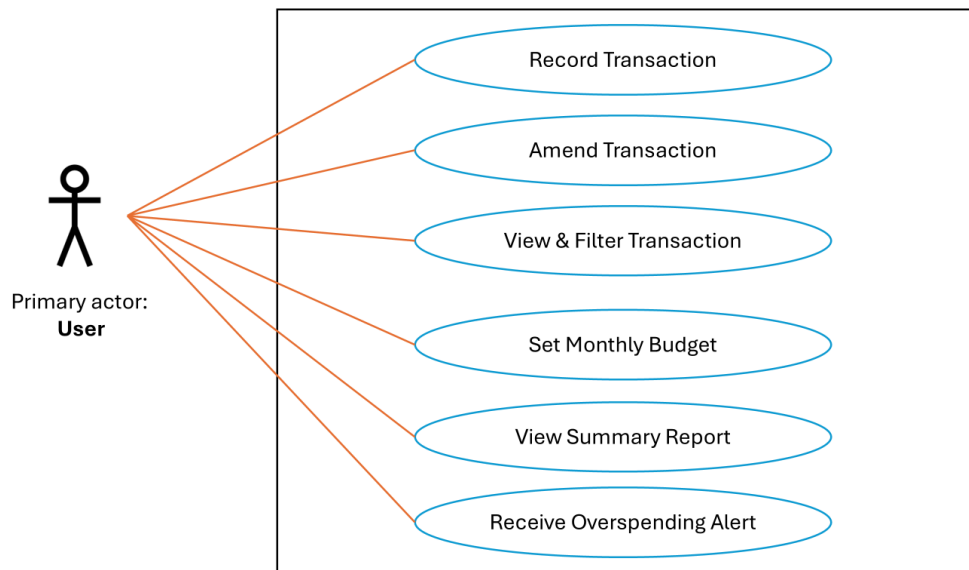 Record Transaction
Amend Transaction
View & Filter Transaction
Primary actor:
User
Set Monthly Budget
View Summary Report
Receive Overspending Alert